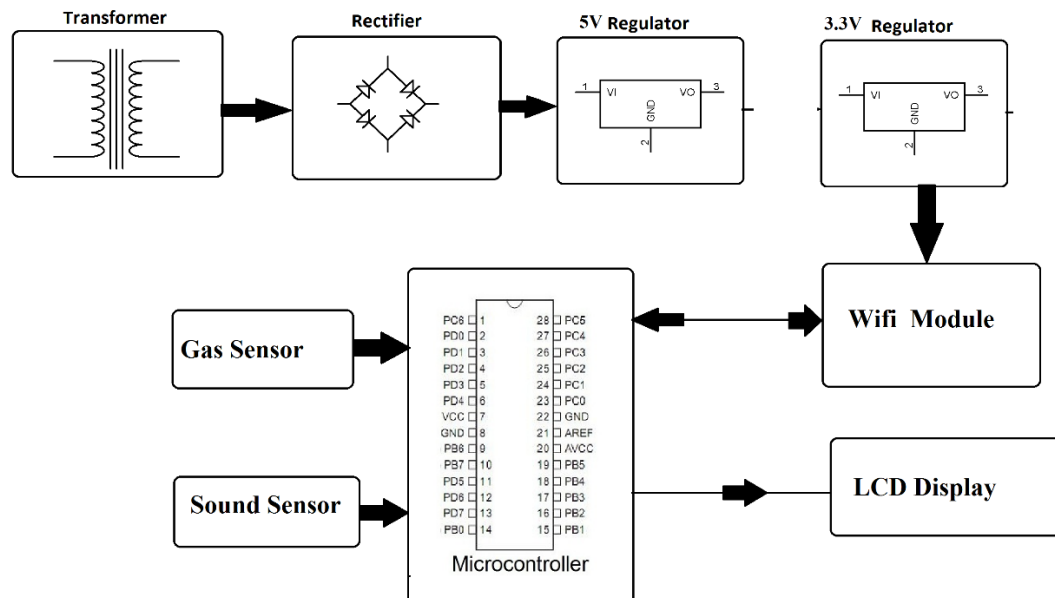 Transformer
Rectifier
5V Regulator
3.3V Regulator
1 VI VO 3
GND
2
1 VI VO 3
GND
2
Gas Sensor
Sound Sensor
PC6 1 28 PC5
PD0 2 27 PC4
PD1 3 26 PC3
PD2 4 25 PC2
PD3 5 24 PC1
PD4 6 23 PC0
VCC 7 22 GND
GND 8 21 AREF
PB6 9 20 AVCC
PB7 10 19 PB5
PD5 11 18 PB4
PD6 12 17 PB3
PD7 13 16 PB2
PB0 14 15 PB1
Microcontroller
Wifi Module
LCD Display